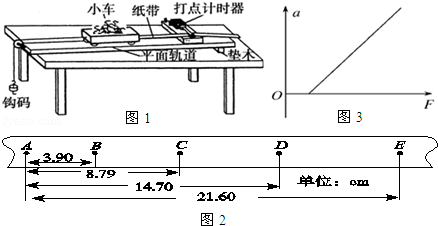 小车
纸带
打点计时器
平面轨道
垫木
钩码
图1
a
O
F
图3
A
B
C
D
E
3.90
8.79
14.70
单位：cm
21.60
图2